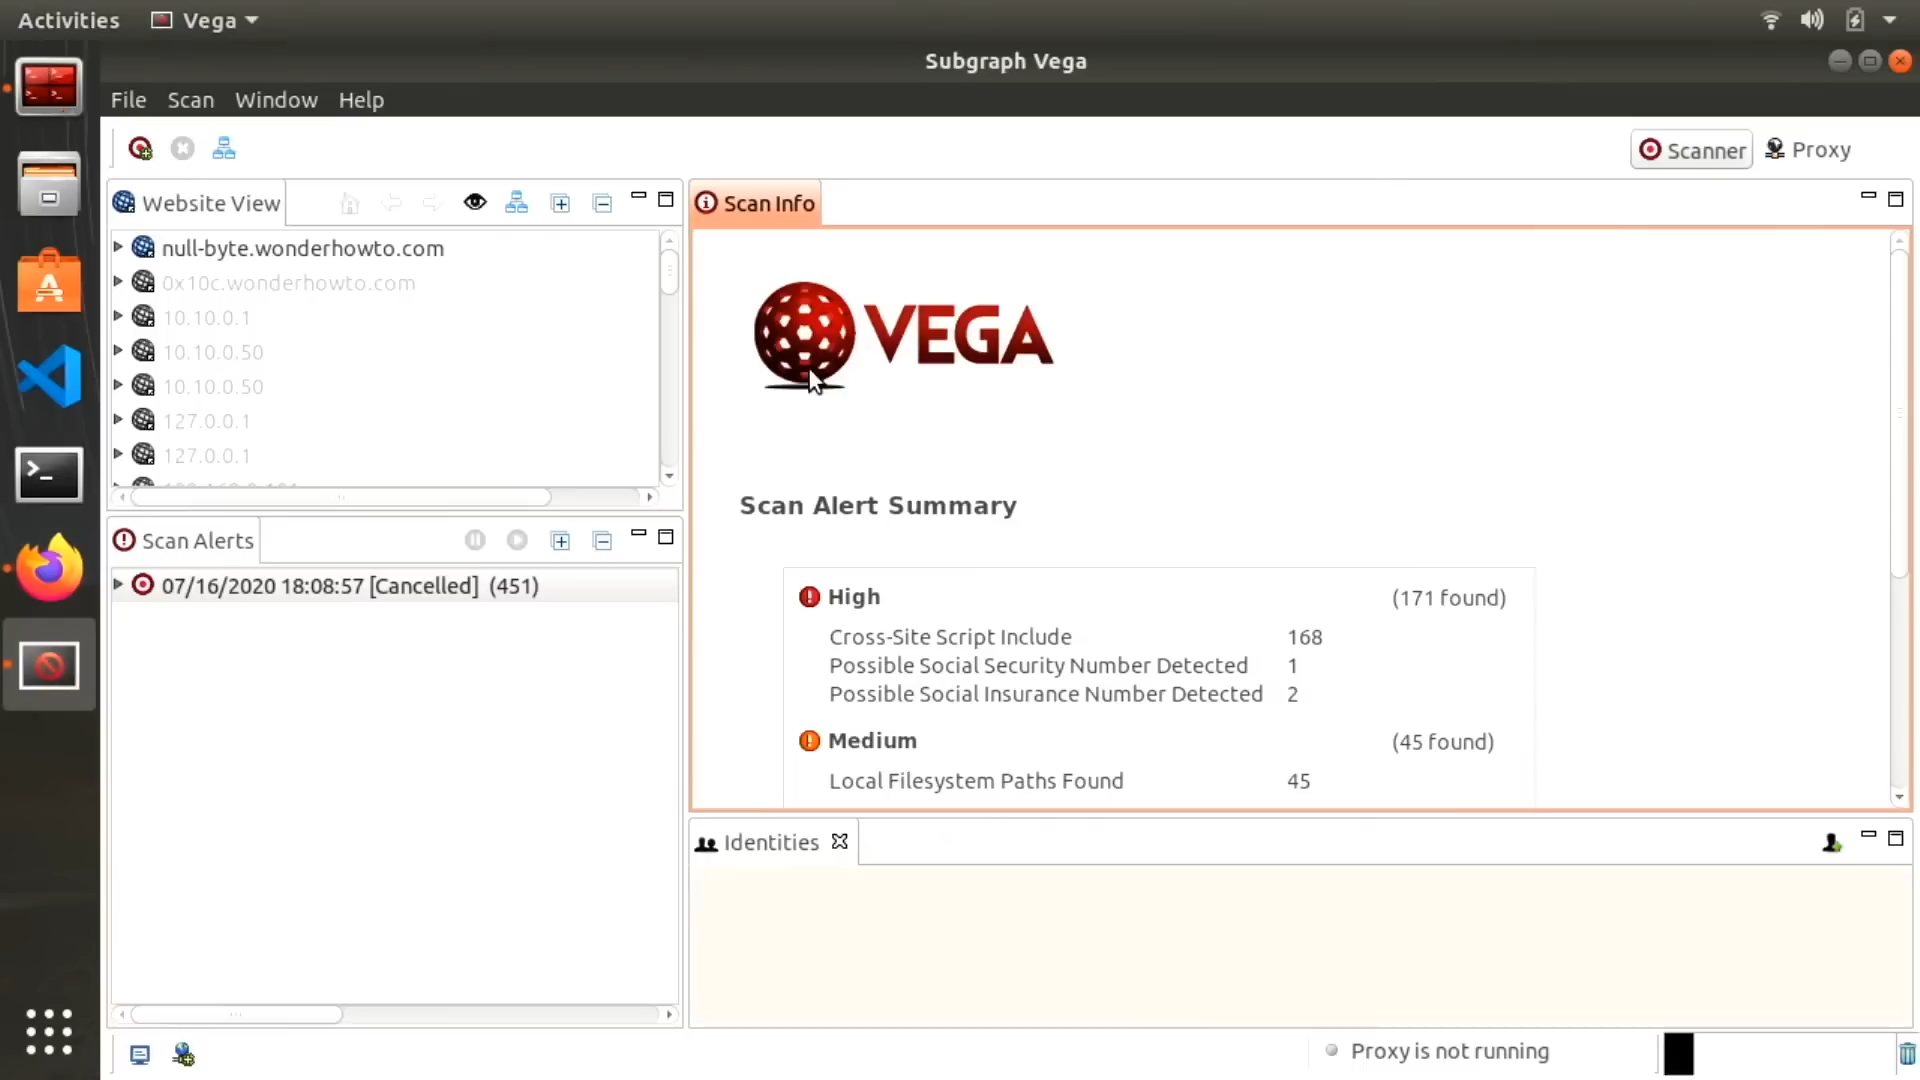 Activities
Vega
Subgraph Vega
File Scan Window Help
Scanner
Proxy
Website View
null-byte.wonderhowto.com
0x10c.wonderhowto.com
10.10.0.1
10.10.0.50
10.10.0.50
127.0.0.1
127.0.0.1
Scan Alerts
07/16/2020 18:08:57 [Cancelled] (451)
Scan Info
VEGA
Scan Alert Summary
High (171 found)
Cross-Site Script Include 168
Possible Social Security Number Detected 1
Possible Social Insurance Number Detected 2
Medium (45 found)
Local Filesystem Paths Found 45
Identities
Proxy is not running